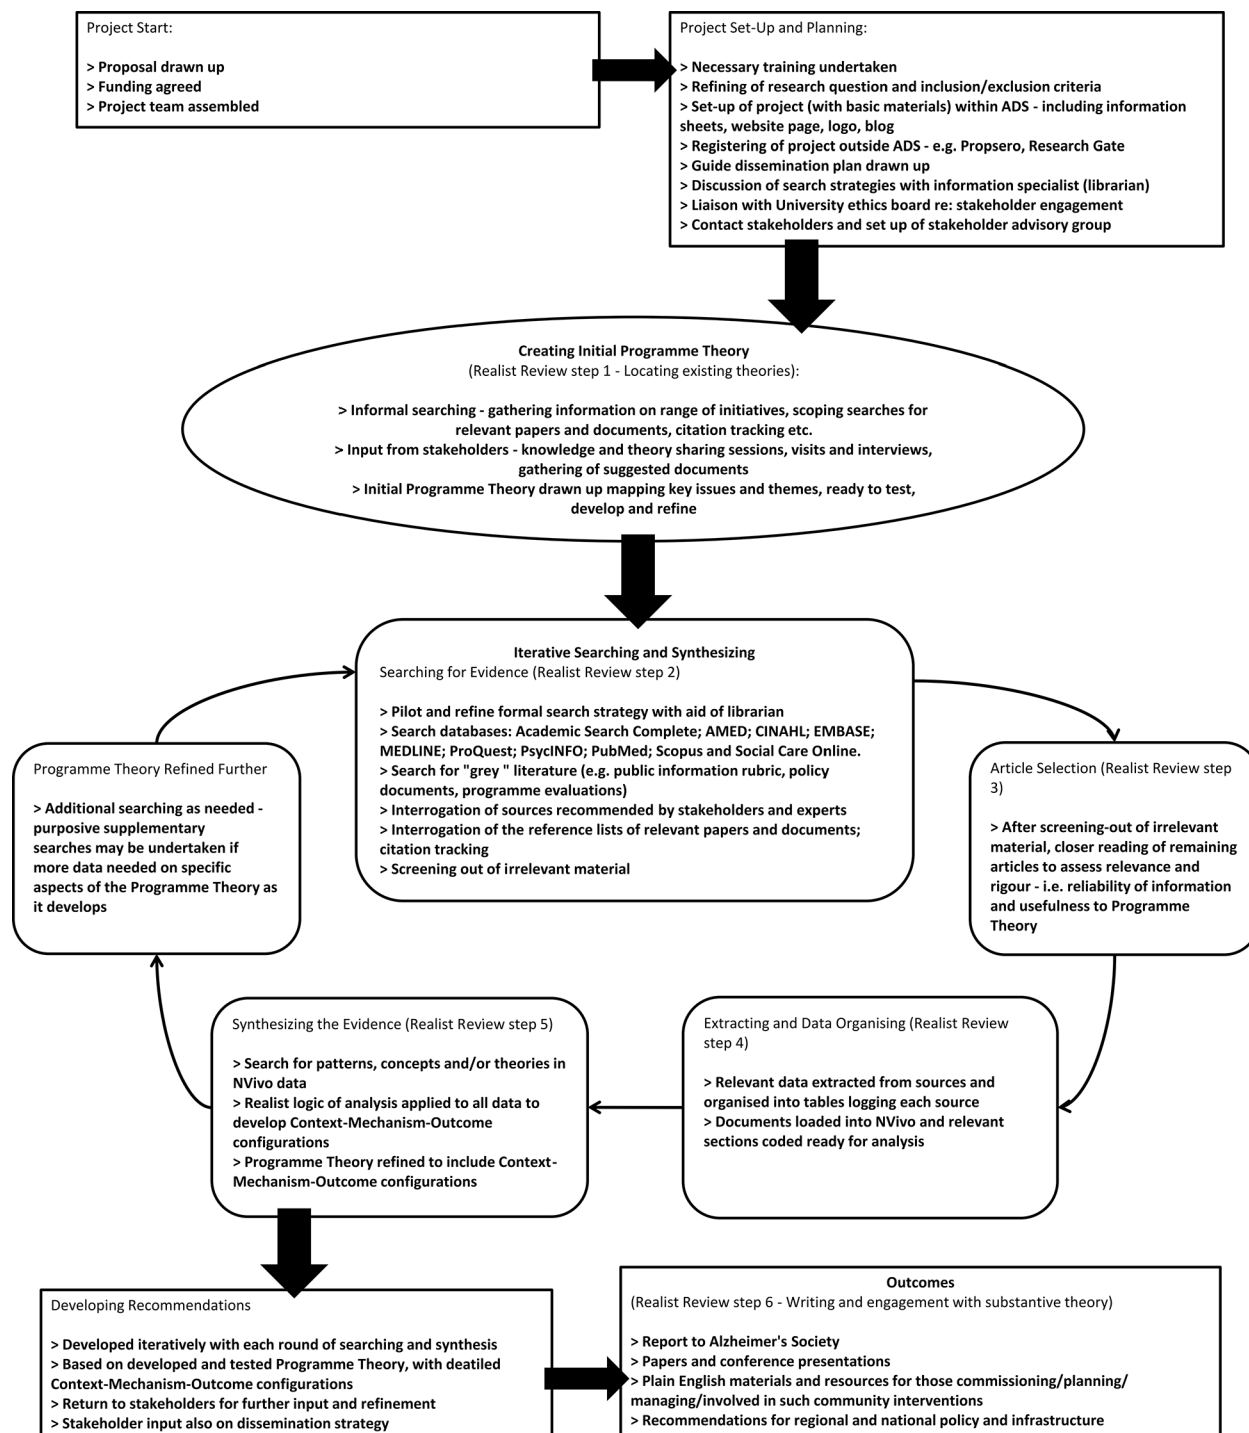 Project Start:
> Proposal drawn up
> Funding agreed
> Project team assembled
Project Set-Up and Planning:
> Necessary training undertaken
> Refining of research question and inclusion/exclusion criteria
> Set-up of project (with basic materials) within ADS - including information
sheets, website page, logo, blog
> Registering of project outside ADS - e.g. Propsero, Research Gate
> Guide dissemination plan drawn up
> Discussion of search strategies with information specialist (librarian)
> Liaison with University ethics board re: stakeholder engagement
> Contact stakeholders and set up of stakeholder advisory group
Creating Initial Programme Theory
(Realist Review step 1 - Locating existing theories):
> Informal searching - gathering information on range of initiatives, scoping searches for
relevant papers and documents, citation tracking etc.
> Input from stakeholders - knowledge and theory sharing sessions, visits and interviews,
gathering of suggested documents
> Initial Programme Theory drawn up mapping key issues and themes, ready to test,
develop and refine
Iterative Searching and Synthesizing
Searching for Evidence (Realist Review step 2)
> Pilot and refine formal search strategy with aid of librarian
> Search databases: Academic Search Complete; AMED; CINAHL; EMBASE;
MEDLINE; ProQuest; PsycINFO; PubMed; Scopus and Social Care Online.
> Search for "grey " literature (e.g. public information rubric, policy
documents, programme evaluations)
> Interrogation of sources recommended by stakeholders and experts
> Interrogation of the reference lists of relevant papers and documents;
citation tracking
> Screening out of irrelevant material
Article Selection (Realist Review step
3)
> After screening-out of irrelevant
material, closer reading of remaining
articles to assess relevance and
rigour - i.e. reliability of information
and usefulness to Programme
Theory
Extracting and Data Organising (Realist Review
step 4)
> Relevant data extracted from sources and
organised into tables logging each source
> Documents loaded into NVivo and relevant
sections coded ready for analysis
Synthesizing the Evidence (Realist Review step 5)
> Search for patterns, concepts and/or theories in
NVivo data
> Realist logic of analysis applied to all data to
develop Context-Mechanism-Outcome
configurations
> Programme Theory refined to include Context-
Mechanism-Outcome configurations
Programme Theory Refined Further
> Additional searching as needed -
purposive supplementary
searches may be undertaken if
more data needed on specific
aspects of the Programme Theory as
it develops
Developing Recommendations
> Developed iteratively with each round of searching and synthesis
> Based on developed and tested Programme Theory, with deatiled
Context-Mechanism-Outcome configurations
> Return to stakeholders for further input and refinement
> Stakeholder input also on dissemination strategy
Outcomes
(Realist Review step 6 - Writing and engagement with substantive theory)
> Report to Alzheimer's Society
> Papers and conference presentations
> Plain English materials and resources for those commissioning/planning/
managing/involved in such community interventions
> Recommendations for regional and national policy and infrastructure